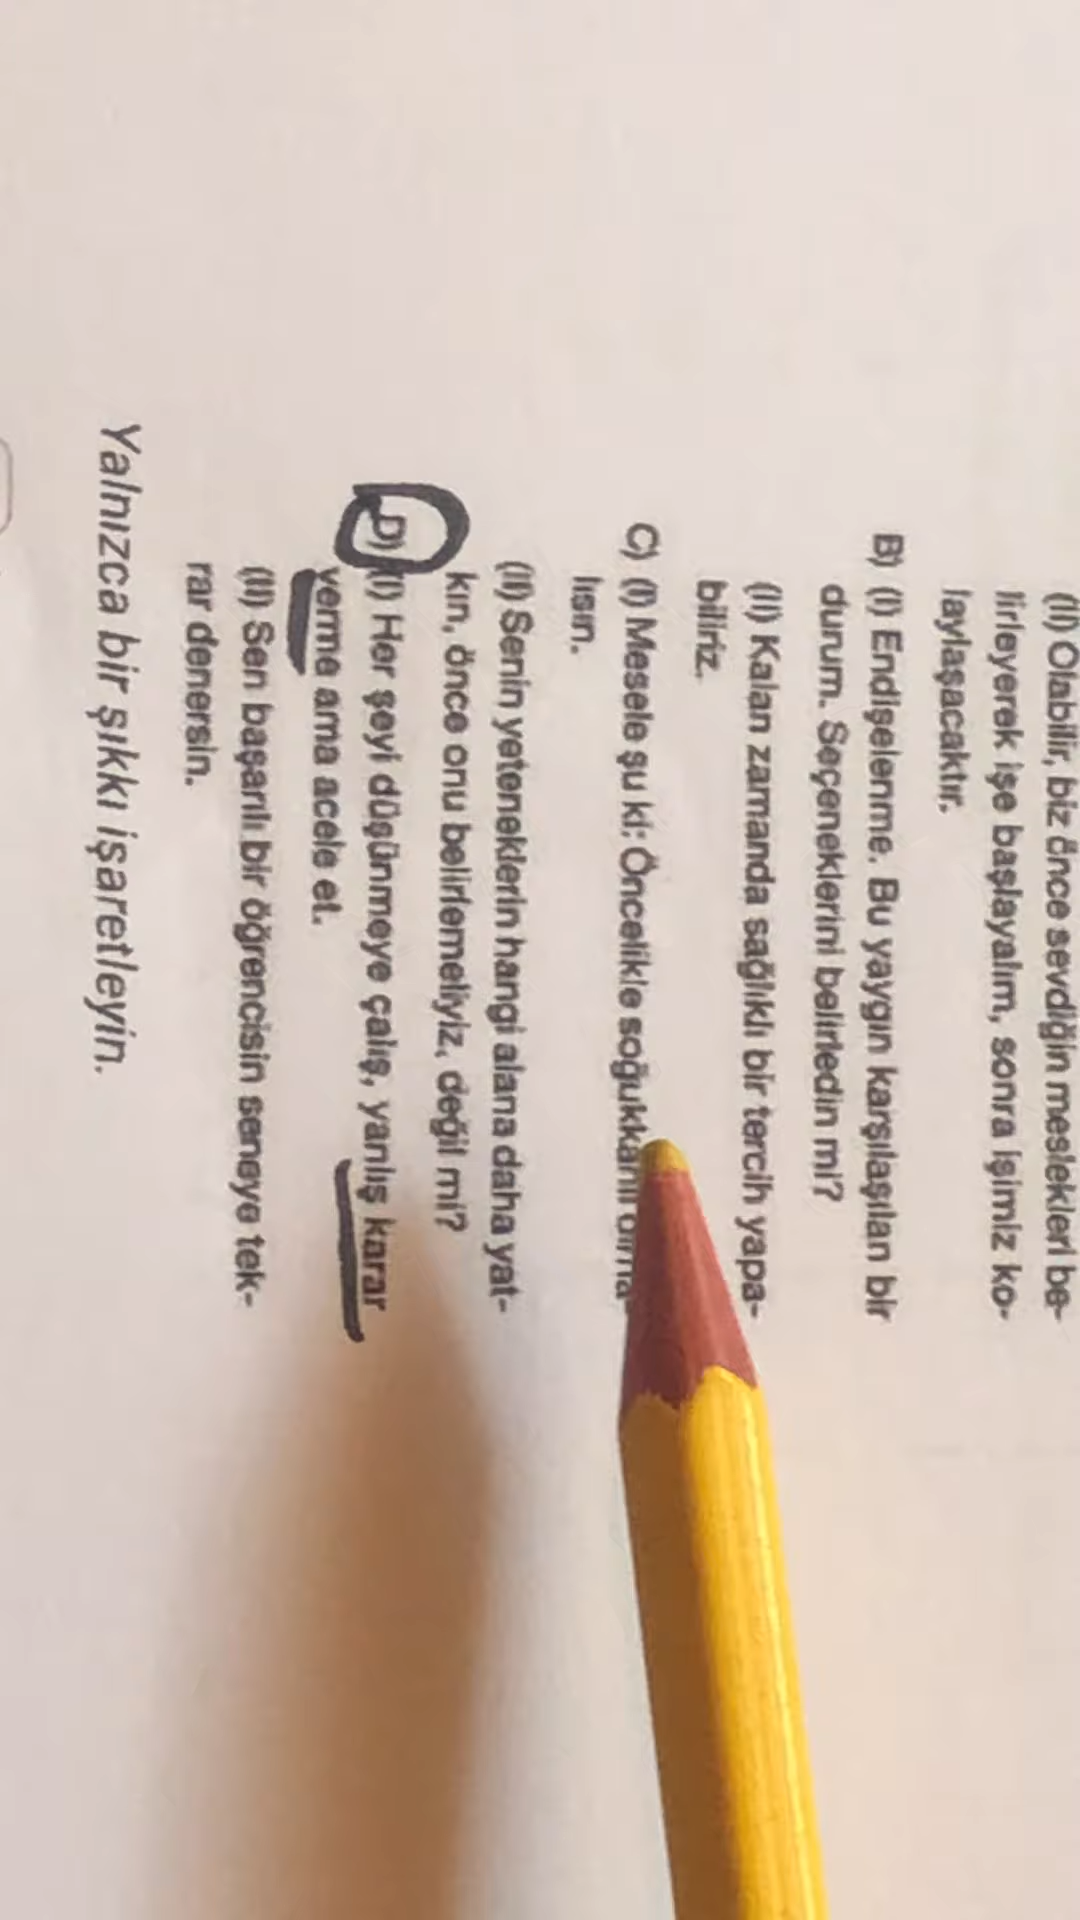 (II) Olabilir, biz önce sevdiğin meslekleri be-
lirleyerek işe başlayalım, sonra işimiz ko-
laylaşacaktır.
B) (I) Endişelenme. Bu yaygın karşılaşılan bir
durum. Seçeneklerini belirledin mi?
(II) Kalan zamanda sağlıklı bir tercih yapa-
biliriz.
C) (I) Mesele şu ki: Öncelikle soğukkanlı olma-
lısın.
(II) Senin yeteneklerin hangi alana daha yat-
kın, önce onu belirlemeliyiz, değil mi?
D) (I) Her şeyi düşünmeye çalış, yanlış karar
verme ama acele et.
(II) Sen başarılı bir öğrencisin seneye tek-
rar denersin.
Yalnızca bir şıkkı işaretleyin.